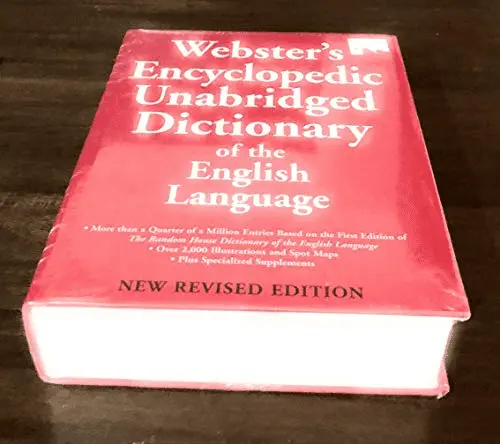 Webster's
Encyclopedic
Unabridged
Dictionary
of the
English
Language
• More than a Quarter of a Million Entries Based on the First Edition of
The Random House Dictionary of the English Language
• Over 2,000 Illustrations and Spot Maps
• Plus Specialized Supplements
NEW REVISED EDITION